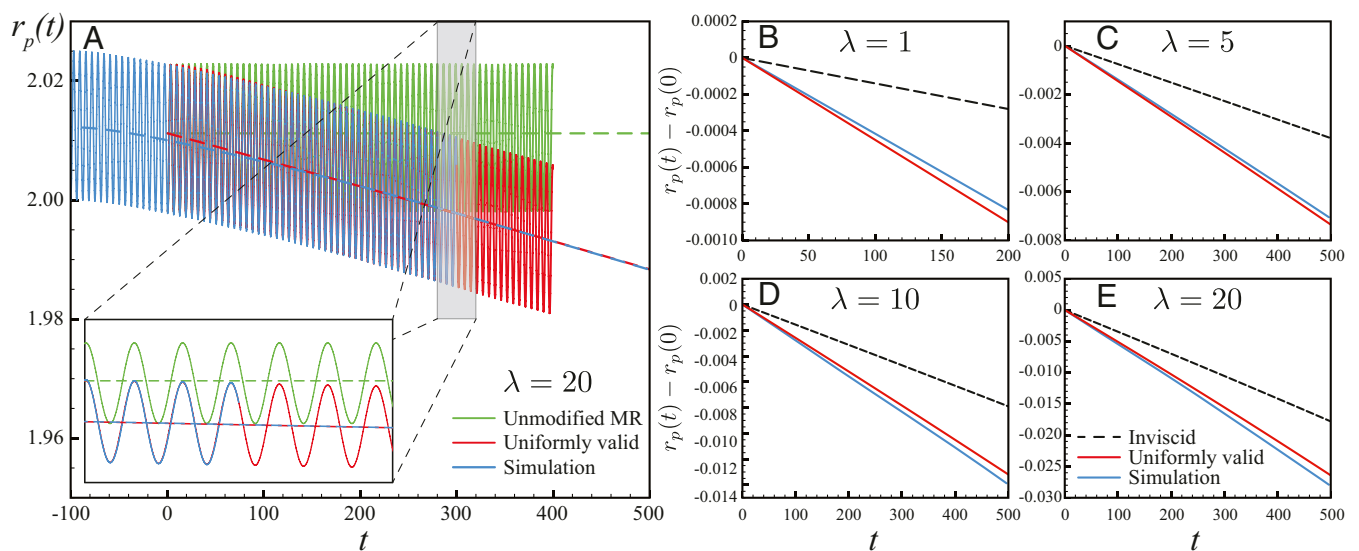 r_p(t)
A
2.02
2.00
1.98
1.96
λ = 20
Unmodified MR
Uniformly valid
Simulation
-100 0 100 200 300 400 500
t
r_p(t) − r_p(0)
B
λ = 1
0.0002
0
-0.0002
-0.0004
-0.0006
-0.0008
-0.0010
0 50 100 150 200
C
λ = 5
0.002
0
-0.002
-0.004
-0.006
-0.008
0 100 200 300 400 500
r_p(t) − r_p(0)
D
λ = 10
0.002
0
-0.002
-0.004
-0.006
-0.008
-0.010
-0.012
-0.014
0 100 200 300 400 500
t
E
λ = 20
0.005
0
-0.005
-0.010
-0.015
-0.020
-0.025
-0.030
Inviscid
Uniformly valid
Simulation
0 100 200 300 400 500
t